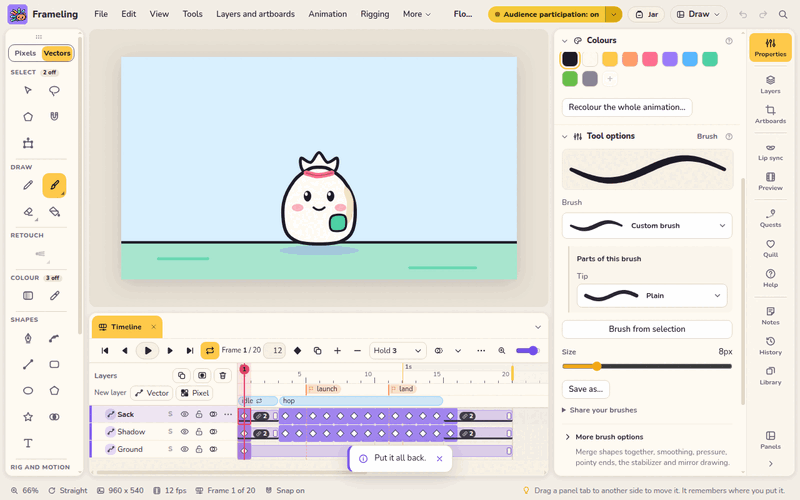 Frameling File Edit View Tools Layers and artboards Animation Rigging More Flo... Audience participation: on Jar Draw
Pixels Vectors
SELECT 2 off
DRAW
RETOUCH
COLOUR 3 off
SHAPES
RIG AND MOTION
Timeline
Frame 1 / 20 12 Hold 3
Layers
New layer Vector Pixel
1 5 10 1s 15 20
launch land
idle hop
Sack S 2 2
Shadow S 2 2
Ground S
Put it all back.
Colours
Recolour the whole animation...
Tool options Brush
Brush
Custom brush
Parts of this brush
Tip
Plain
Brush from selection
Size 8px
Save as...
Share your brushes
More brush options
Merge shapes together, smoothing, pressure,
pointy ends, the stabilizer and mirror drawing.
Properties
Layers
Artboards
Lip sync
Preview
Quests
Quill
Help
Notes
History
Library
Panels
66% Straight 960 x 540 12 fps Frame 1 of 20 Snap on Drag a panel tab to another side to move it. It remembers where you put it.